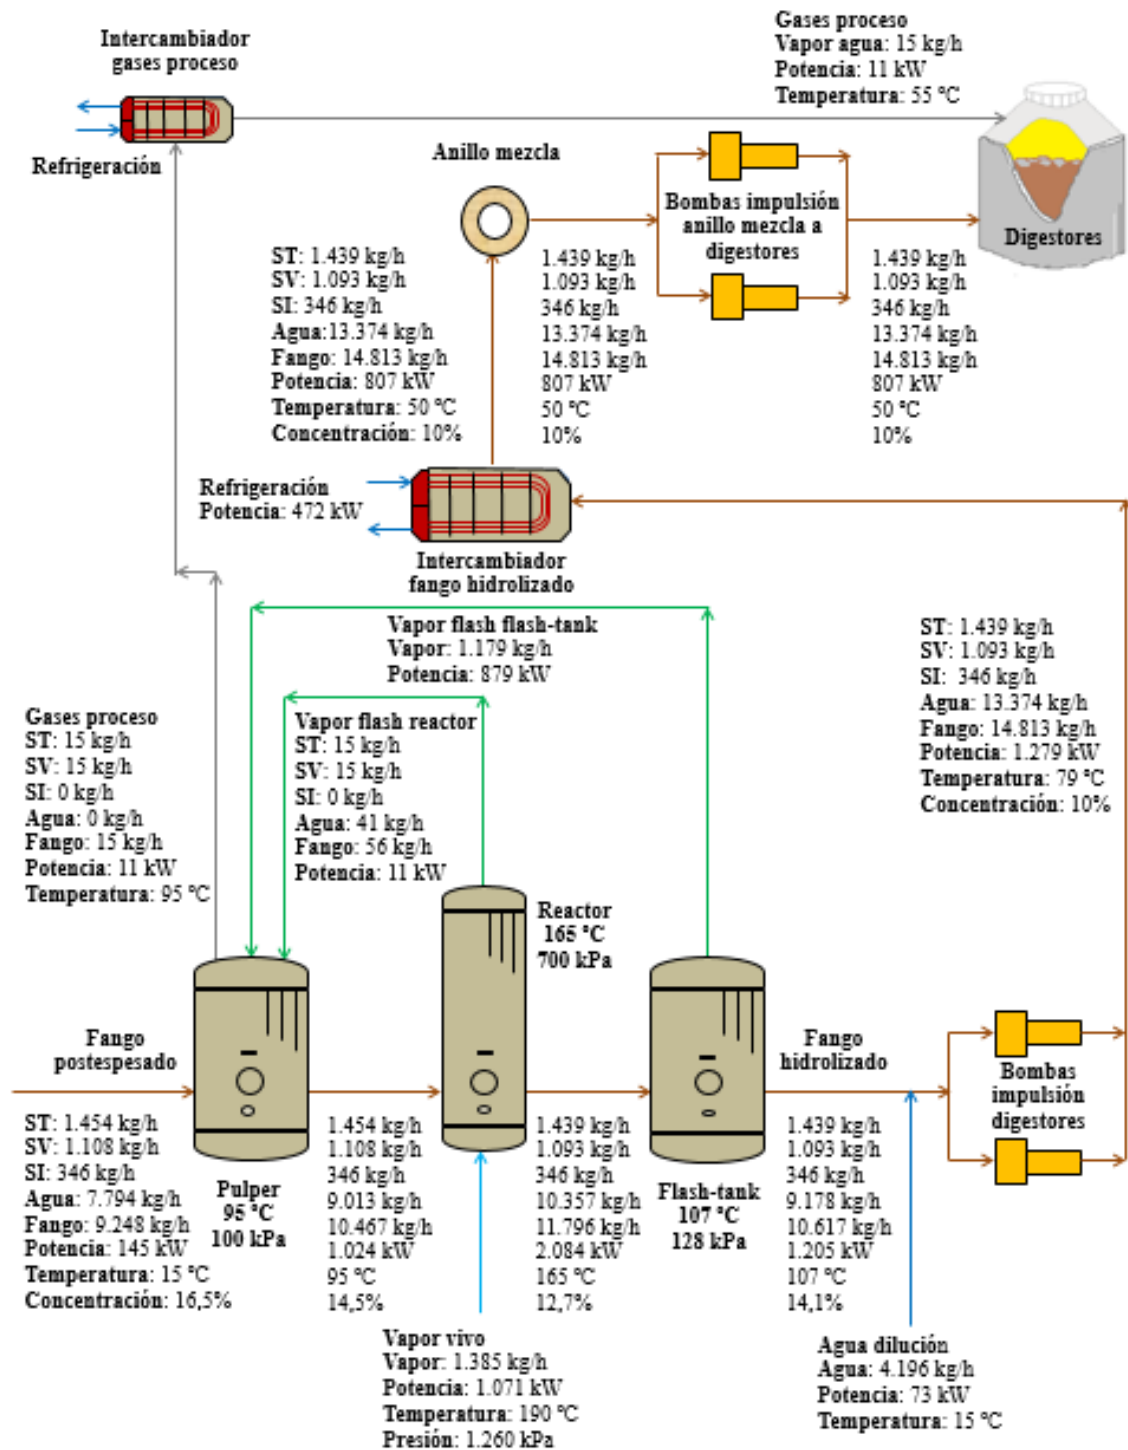 Intercambiador
gases proceso
Refrigeración
Gases proceso
Vapor agua: 15 kg/h
Potencia: 11 kW
Temperatura: 55 °C
Anillo mezcla
Bombas impulsión
anillo mezcla a
digestores
Digestores
ST: 1.439 kg/h
SV: 1.093 kg/h
SI: 346 kg/h
Agua:13.374 kg/h
Fango: 14.813 kg/h
Potencia: 807 kW
Temperatura: 50 °C
Concentración: 10%
1.439 kg/h
1.093 kg/h
346 kg/h
13.374 kg/h
14.813 kg/h
807 kW
50 °C
10%
1.439 kg/h
1.093 kg/h
346 kg/h
13.374 kg/h
14.813 kg/h
807 kW
50 °C
10%
Refrigeración
Potencia: 472 kW
Intercambiador
fango hidrolizado
Vapor flash flash-tank
Vapor: 1.179 kg/h
Potencia: 879 kW
ST: 1.439 kg/h
SV: 1.093 kg/h
SI: 346 kg/h
Agua: 13.374 kg/h
Fango: 14.813 kg/h
Potencia: 1.279 kW
Temperatura: 79 °C
Concentración: 10%
Gases proceso
ST: 15 kg/h
SV: 15 kg/h
SI: 0 kg/h
Agua: 0 kg/h
Fango: 15 kg/h
Potencia: 11 kW
Temperatura: 95 °C
Vapor flash reactor
ST: 15 kg/h
SV: 15 kg/h
SI: 0 kg/h
Agua: 41 kg/h
Fango: 56 kg/h
Potencia: 11 kW
Reactor
165 °C
700 kPa
Fango
postespesado
Fango
hidrolizado
Bombas
impulsión
digestores
ST: 1.454 kg/h
SV: 1.108 kg/h
SI: 346 kg/h
Agua: 7.794 kg/h
Fango: 9.248 kg/h
Potencia: 145 kW
Temperatura: 15 °C
Concentración: 16,5%
Pulper
95 °C
100 kPa
1.454 kg/h
1.108 kg/h
346 kg/h
9.013 kg/h
10.467 kg/h
1.024 kW
95 °C
14,5%
1.439 kg/h
1.093 kg/h
346 kg/h
10.357 kg/h
11.796 kg/h
2.084 kW
165 °C
12,7%
Flash-tank
107 °C
128 kPa
1.439 kg/h
1.093 kg/h
346 kg/h
9.178 kg/h
10.617 kg/h
1.205 kW
107 °C
14,1%
Vapor vivo
Vapor: 1.385 kg/h
Potencia: 1.071 kW
Temperatura: 190 °C
Presión: 1.260 kPa
Agua dilución
Agua: 4.196 kg/h
Potencia: 73 kW
Temperatura: 15 °C